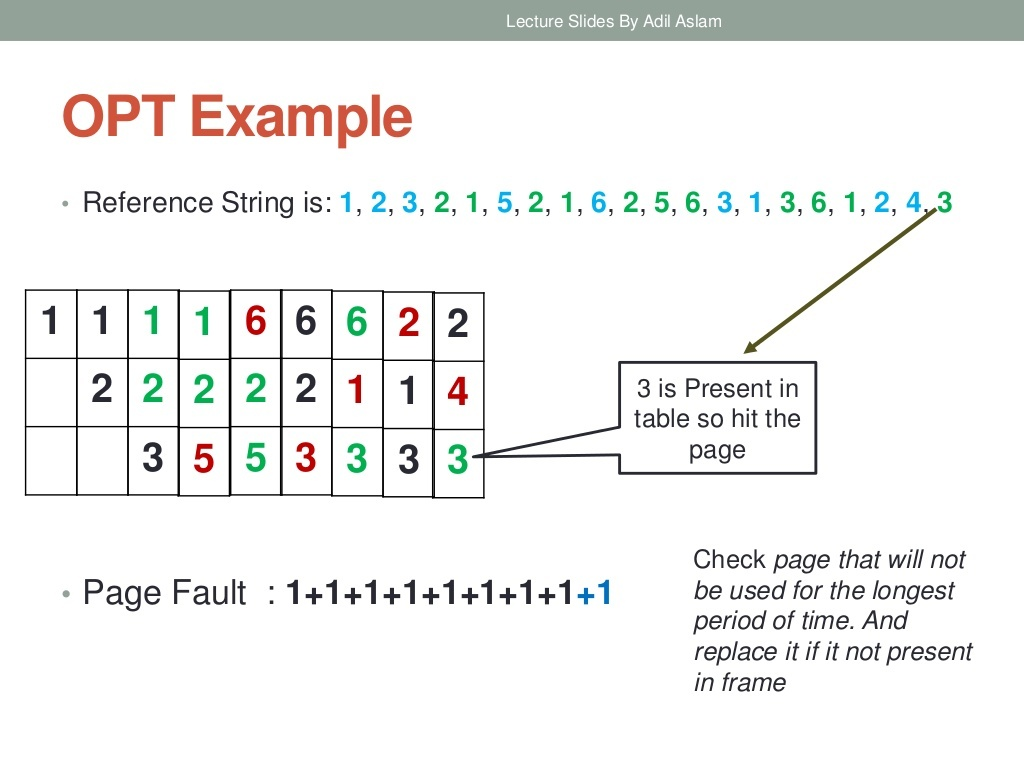 Lecture Slides By Adil Aslam
OPT Example
• Reference String is: 1, 2, 3, 2, 1, 5, 2, 1, 6, 2, 5, 6, 3, 1, 3, 6, 1, 2, 4, 3
1 1 1 1 6 6 6 2 2
2 2 2 2 2 1 1 4
3 5 5 3 3 3 3
3 is Present in
table so hit the
page
• Page Fault : 1+1+1+1+1+1+1+1+1
Check page that will not
be used for the longest
period of time. And
replace it if it not present
in frame